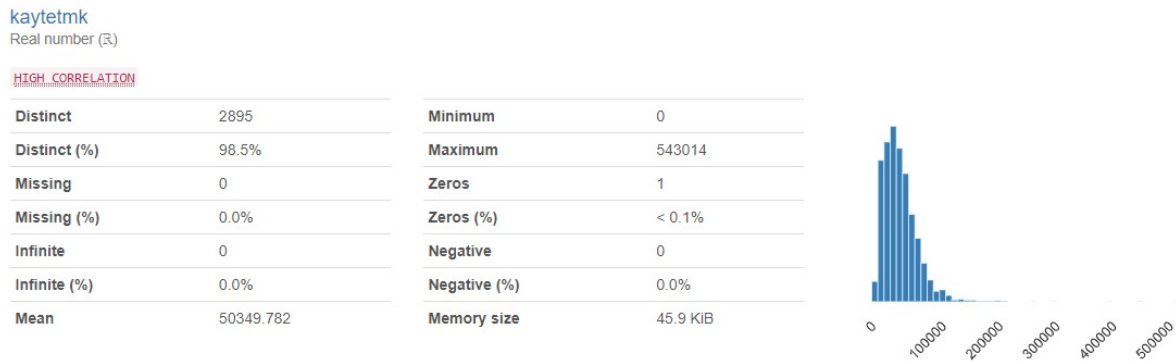 kaytetmk
Real number (ℝ)
HIGH CORRELATION
Distinct 2895
Distinct (%) 98.5%
Missing 0
Missing (%) 0.0%
Infinite 0
Infinite (%) 0.0%
Mean 50349.782
Minimum 0
Maximum 543014
Zeros 1
Zeros (%) < 0.1%
Negative 0
Negative (%) 0.0%
Memory size 45.9 KiB
0
100000
200000
300000
400000
500000